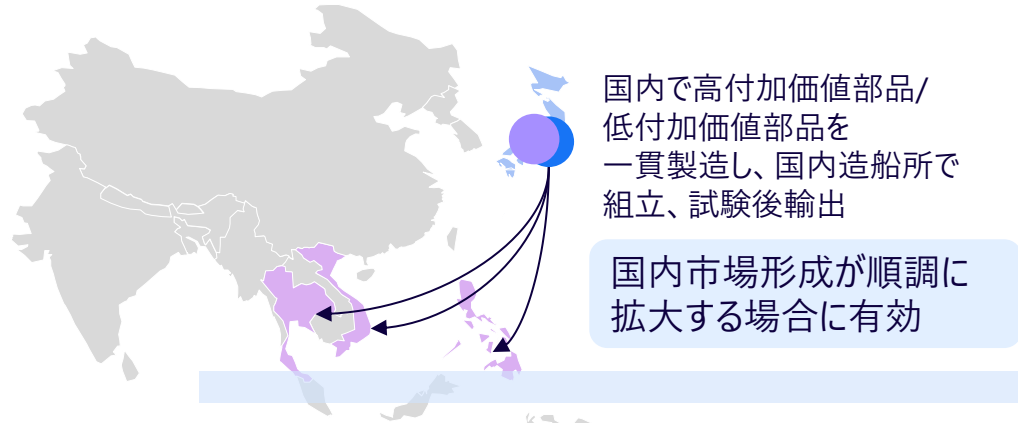 国内で高付加価値部品/
低付加価値部品を
一貫製造し、国内造船所で
組立、試験後輸出
国内市場形成が順調に
拡大する場合に有効